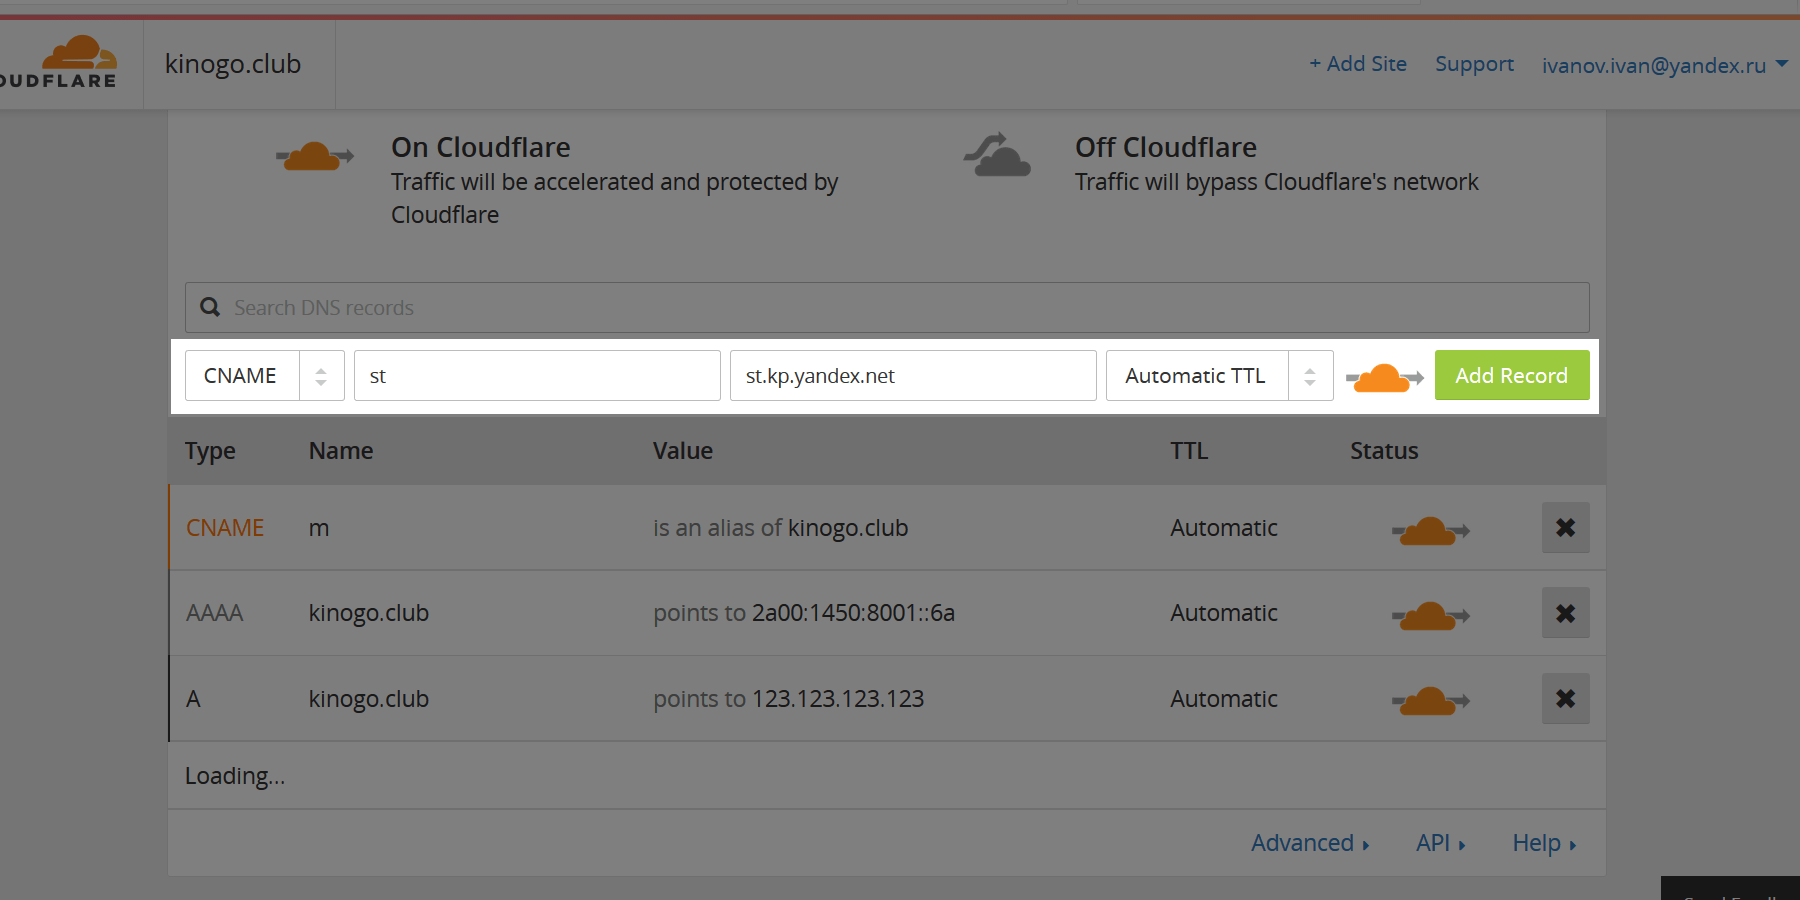 OUDFLARE
kinogo.club
+ Add Site
Support
ivanov.ivan@yandex.ru
On Cloudflare
Traffic will be accelerated and protected by
Cloudflare
Off Cloudflare
Traffic will bypass Cloudflare's network
Search DNS records
CNAME
st
st.kp.yandex.net
Automatic TTL
Add Record
Type
Name
Value
TTL
Status
CNAME
m
is an alias of kinogo.club
Automatic
AAAA
kinogo.club
points to 2a00:1450:8001::6a
Automatic
A
kinogo.club
points to 123.123.123.123
Automatic
Loading...
Advanced
API
Help